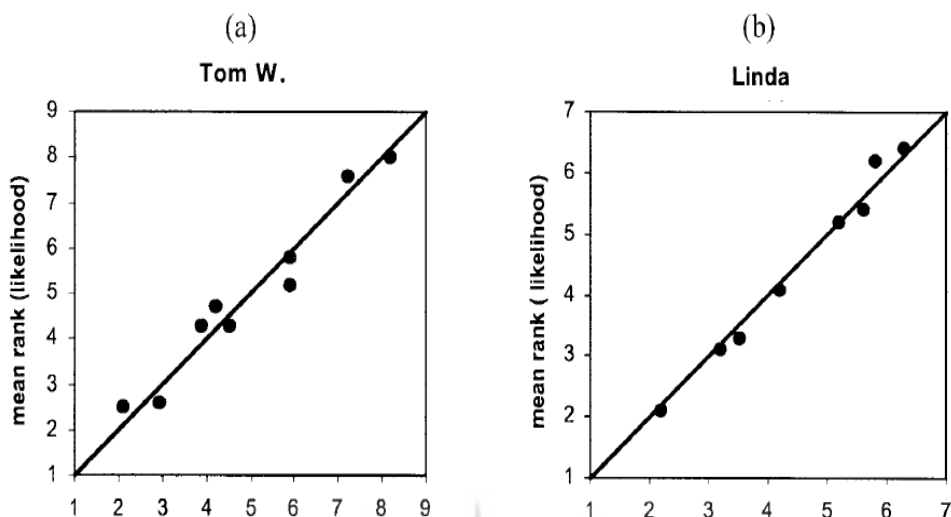 (a)
Tom W.
9
8
7
6
5
4
3
2
1
mean rank (likelihood)
1 2 3 4 5 6 7 8 9
(b)
Linda
7
6
5
4
3
2
1
mean rank ( likelihood)
1 2 3 4 5 6 7